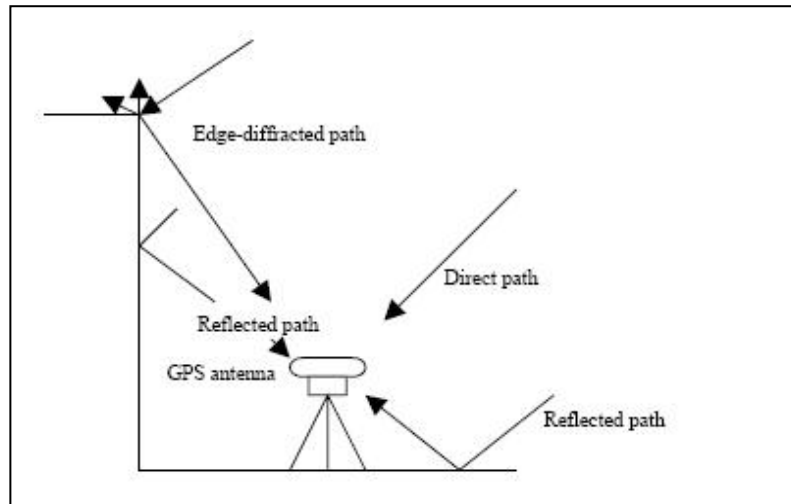 Edge-diffracted path
Direct path
Reflected path
GPS antenna
Reflected path